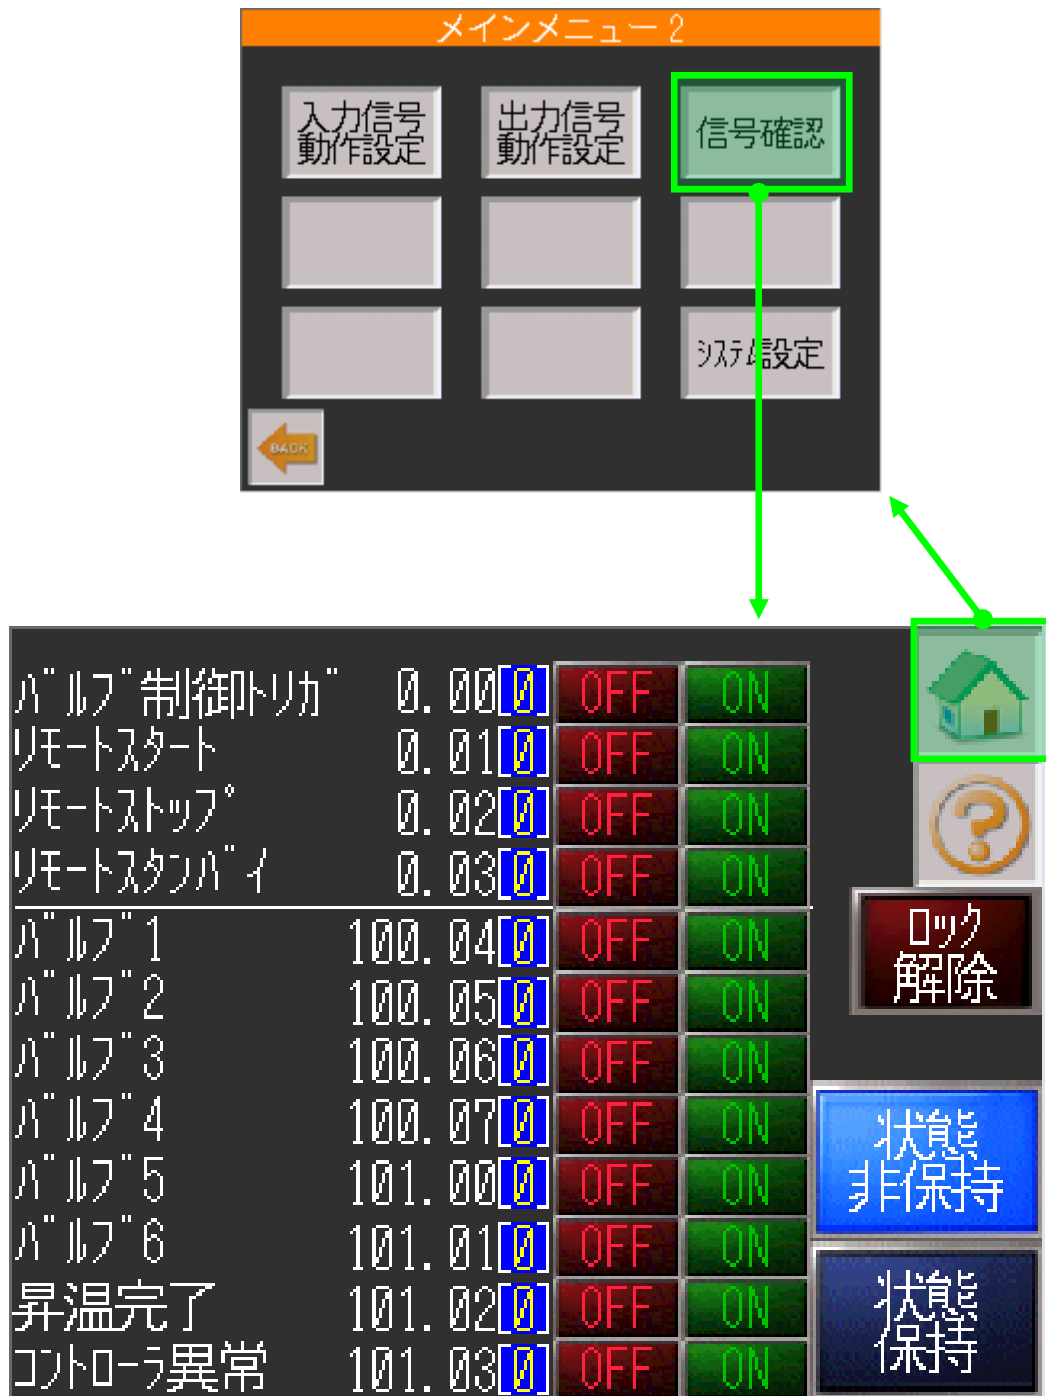 メインメニュー2
入力信号
動作設定
出力信号
動作設定
信号確認
システム設定
BACK
バルブ制御トリガ 0.00 0 OFF ON
リモートスタート 0.01 0 OFF ON
リモートストップ 0.02 0 OFF ON
リモートスタンバイ 0.03 0 OFF ON
バルブ1 100.04 0 OFF ON
バルブ2 100.05 0 OFF ON
バルブ3 100.06 0 OFF ON
バルブ4 100.07 0 OFF ON
バルブ5 101.00 0 OFF ON
バルブ6 101.01 0 OFF ON
昇温完了 101.02 0 OFF ON
コントローラ異常 101.03 0 OFF ON
?
ロック
解除
状態
非保持
状態
保持